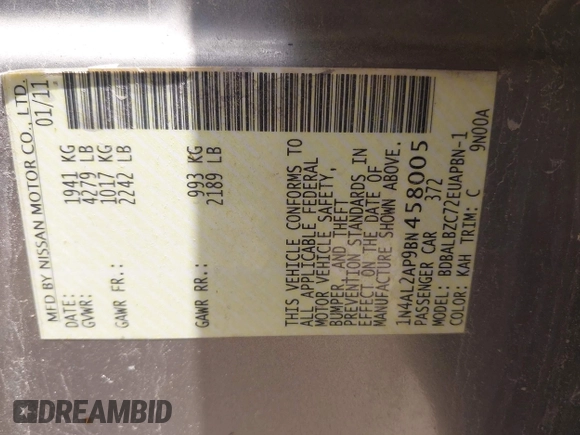 MFD BY NISSAN MOTOR CO., LTD.
DATE: 01/11
GVWR: 1941 KG
4279 LB
GAWR FR.: 1017 KG
2242 LB
GAWR RR.: 993 KG
2189 LB
THIS VEHICLE CONFORMS TO
ALL APPLICABLE FEDERAL
MOTOR VEHICLE SAFETY,
BUMPER, AND THEFT
PREVENTION STANDARDS IN
EFFECT ON THE DATE OF
MANUFACTURE SHOWN ABOVE.
1N4AL2AP9BN458005
PASSENGER CAR 372
MODEL: BDBALBZC72EUAPBN-1
COLOR: KAH TRIM: C 9N00A
DREAMBID